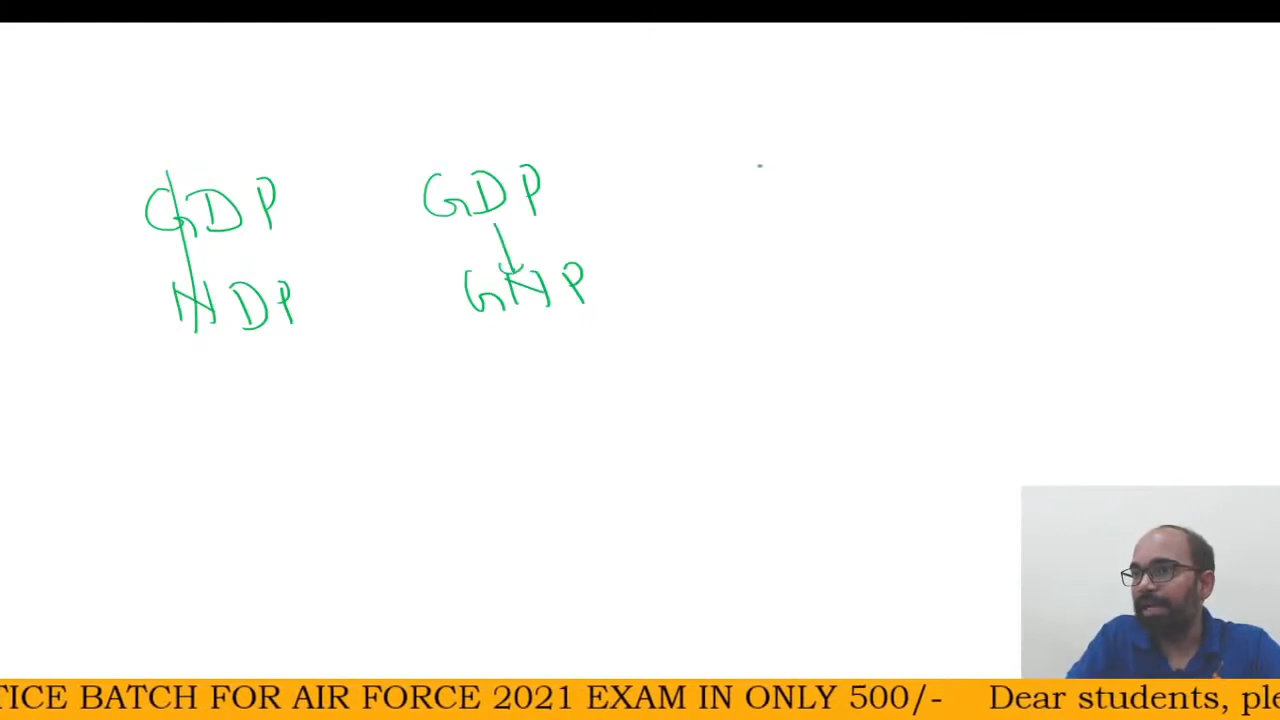 GDP GDP
NDP GNP
TICE BATCH FOR AIR FORCE 2021 EXAM IN ONLY 500/- Dear students, ple